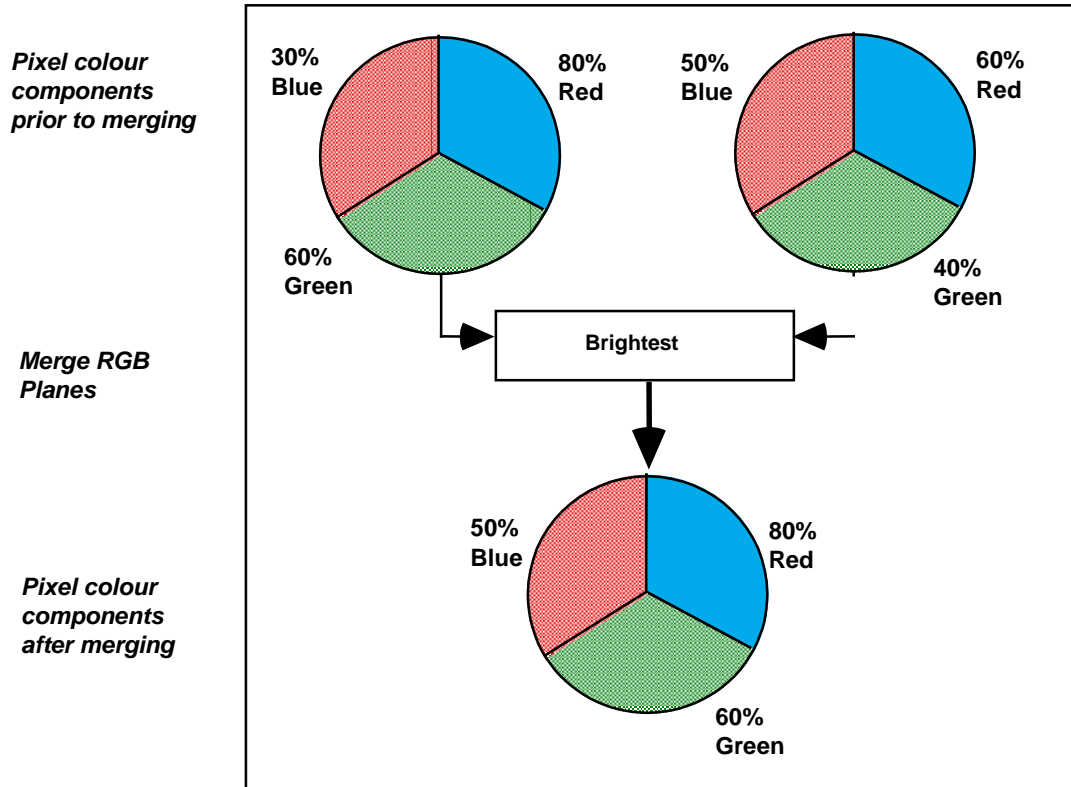 Pixel colour
components
prior to merging
30%
Blue
80%
Red
60%
Green
50%
Blue
60%
Red
40%
Green
Merge RGB
Planes
Brightest
Pixel colour
components
after merging
50%
Blue
80%
Red
60%
Green